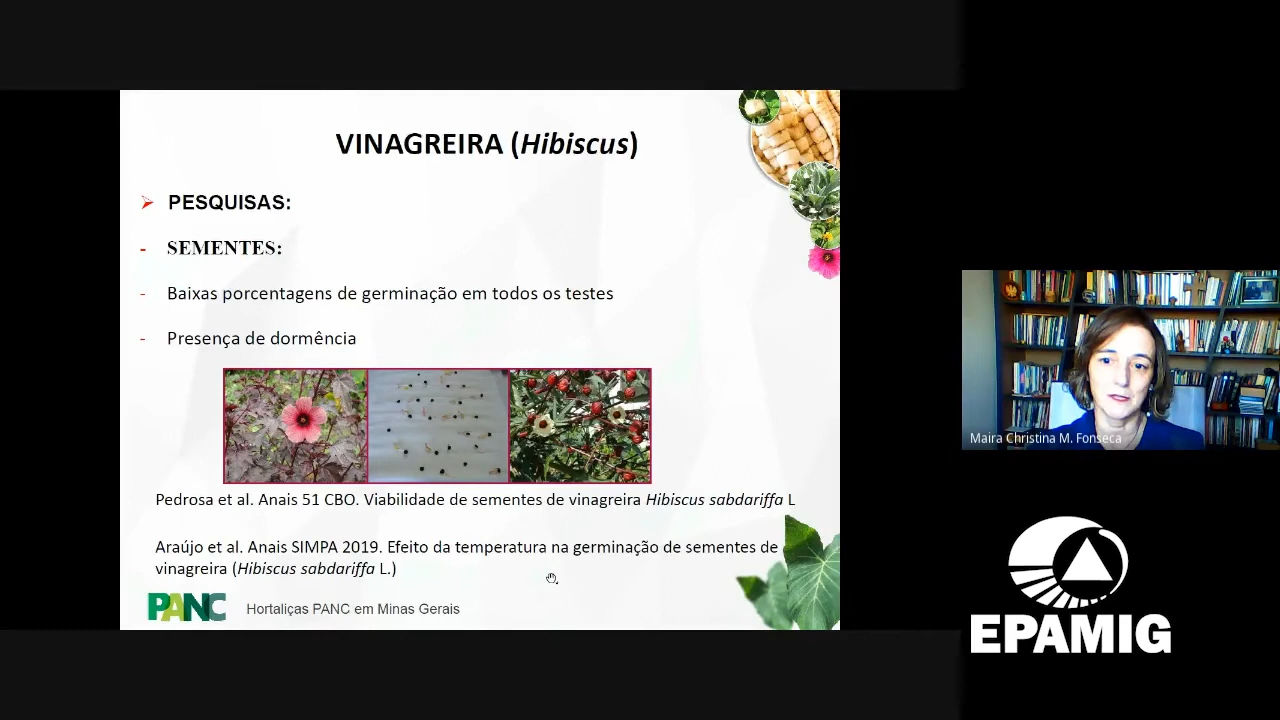 VINAGREIRA (Hibiscus)
➢ PESQUISAS:
- SEMENTES:
- Baixas porcentagens de germinação em todos os testes
- Presença de dormência
Pedrosa et al. Anais 51 CBO. Viabilidade de sementes de vinagreira Hibiscus sabdariffa L
Araújo et al. Anais SIMPA 2019. Efeito da temperatura na germinação de sementes de
vinagreira (Hibiscus sabdariffa L.)
PANC Hortaliças PANC em Minas Gerais
Maira Christina M. Fonseca
EPAMIG